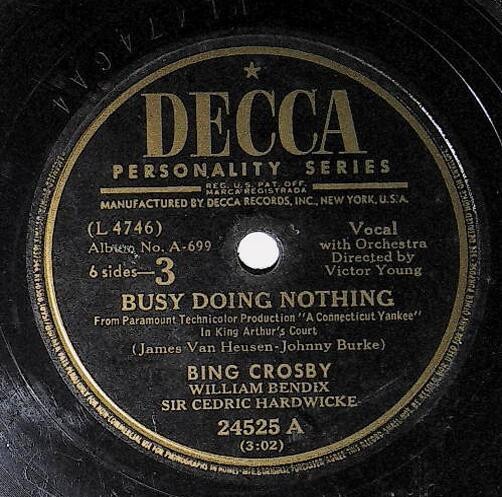 L 4746 A
DECCA
PERSONALITY SERIES
REG. U.S. PAT. OFF.
MARCA REGISTRADA
MANUFACTURED BY DECCA RECORDS, INC., NEW YORK, U.S.A.
(L 4746)
Album No. A-699
6 sides—3
Vocal
with Orchestra
Directed by
Victor Young
BUSY DOING NOTHING
From Paramount Technicolor Production "A Connecticut Yankee"
In King Arthur's Court
(James Van Heusen-Johnny Burke)
BING CROSBY
WILLIAM BENDIX
SIR CEDRIC HARDWICKE
24525 A
(3:02)